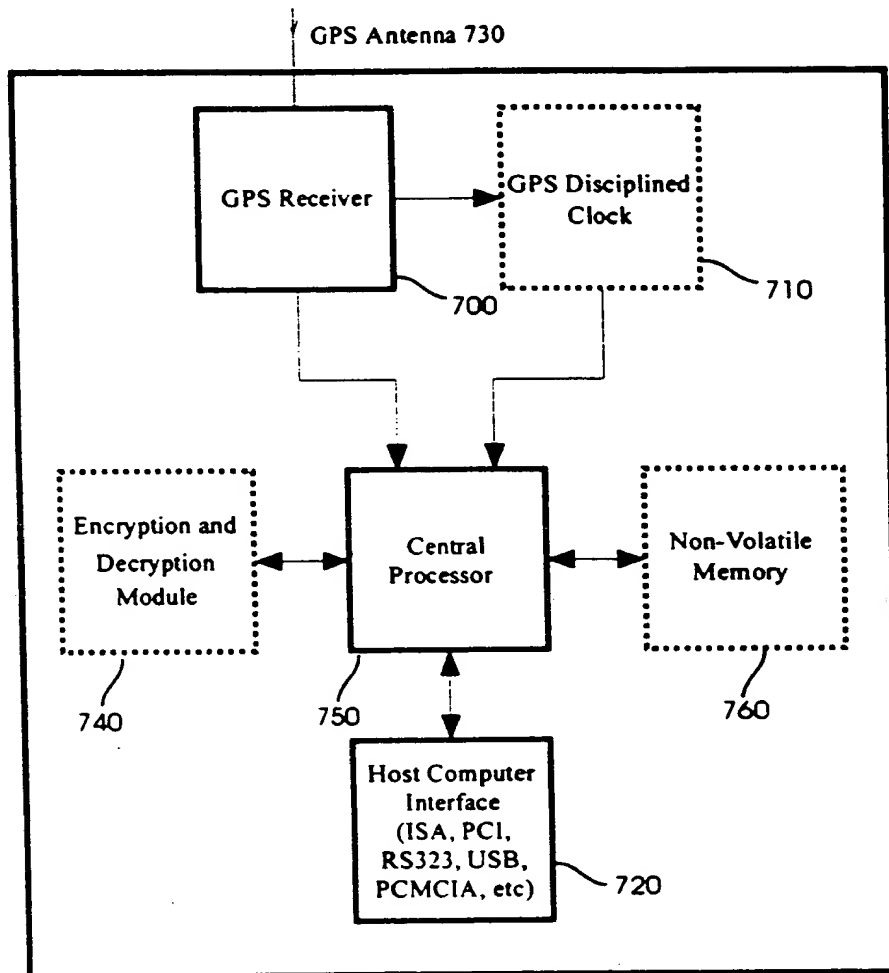 GPS Antenna 730
GPS Receiver
GPS Disciplined
Clock
700
710
Encryption and
Decryption
Module
Central
Processor
Non-Volatile
Memory
740
750
760
Host Computer
Interface
(ISA, PCI,
RS323, USB,
PCMCIA, etc)
720